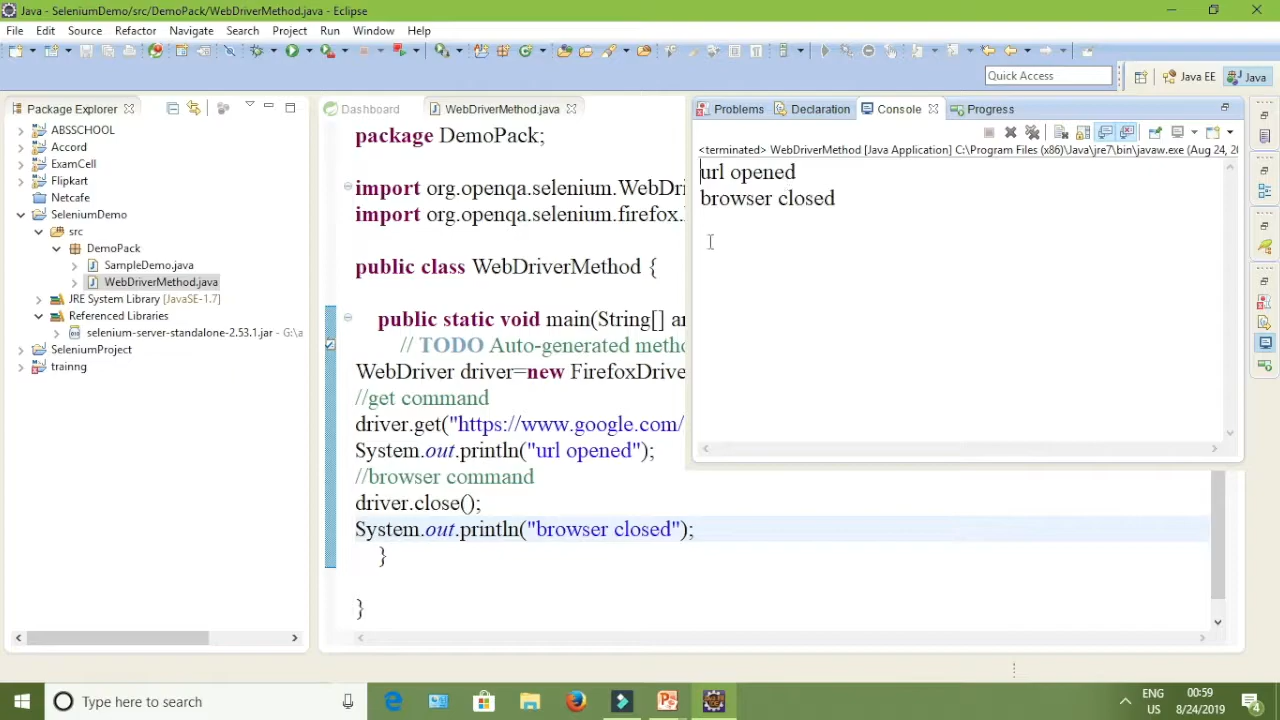 Java - SeleniumDemo/src/DemoPack/WebDriverMethod.java - Eclipse
File Edit Source Refactor Navigate Search Project Run Window Help
Quick Access
Java EE
Java
Package Explorer
ABSSCHOOL
Accord
ExamCell
Flipkart
Netcafe
SeleniumDemo
src
DemoPack
SampleDemo.java
WebDriverMethod.java
JRE System Library [JavaSE-1.7]
Referenced Libraries
selenium-server-standalone-2.53.1.jar - G:\a
SeleniumProject
trainng
Dashboard
WebDriverMethod.java
package DemoPack;
import org.openqa.selenium.WebDri
import org.openqa.selenium.firefox.
public class WebDriverMethod {
public static void main(String[] ar
// TODO Auto-generated metho
WebDriver driver=new FirefoxDrive
//get command
driver.get("https://www.google.com/
System.out.println("url opened");
//browser command
driver.close();
System.out.println("browser closed");
}
}
Problems Declaration Console Progress
<terminated> WebDriverMethod [Java Application] C:\Program Files (x86)\Java\jre7\bin\javaw.exe (Aug 24, 20
url opened
browser closed
Type here to search
ENG
US
00:59
8/24/2019
4